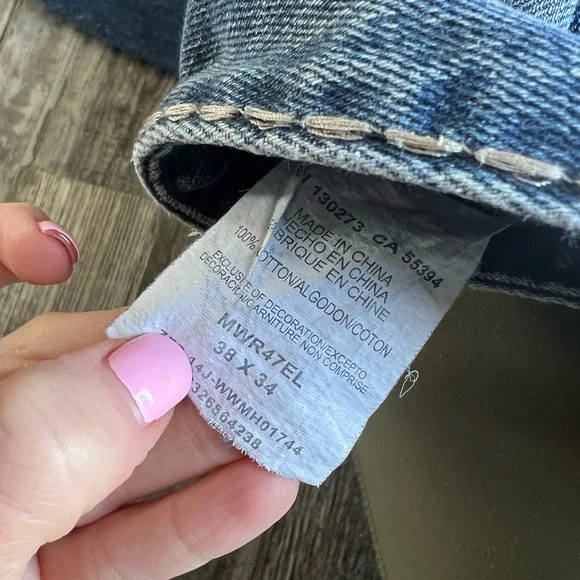 130273 CA 55394
MADE IN CHINA
HECHO EN CHINA
FABRIQUE EN CHINE
100% COTTON/ALGODON/COTON
EXCLUSIVE OF DECORATION/EXCEPTO
DECORACION/GARNITURE NON COMPRISE
MWR47EL
38 X 34
44J-WWMH01744
326864238